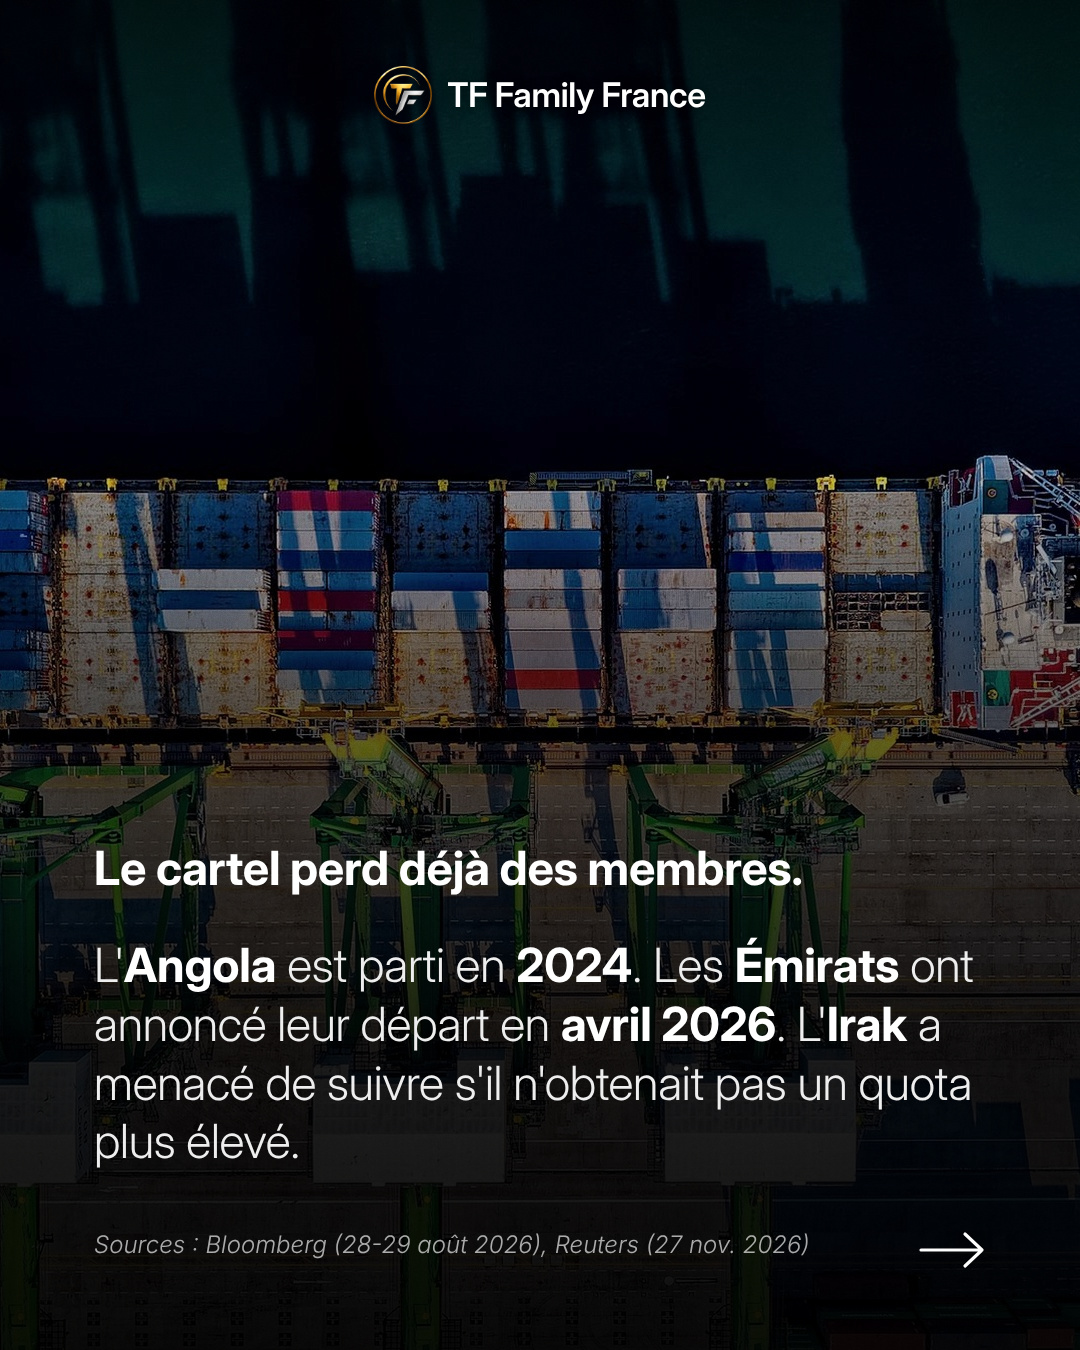 TF Family France
Le cartel perd déjà des membres.
L'Angola est parti en 2024. Les Émirats ont
annoncé leur départ en avril 2026. L'Irak a
menacé de suivre s'il n'obtenait pas un quota
plus élevé.
Sources : Bloomberg (28-29 août 2026), Reuters (27 nov. 2026)